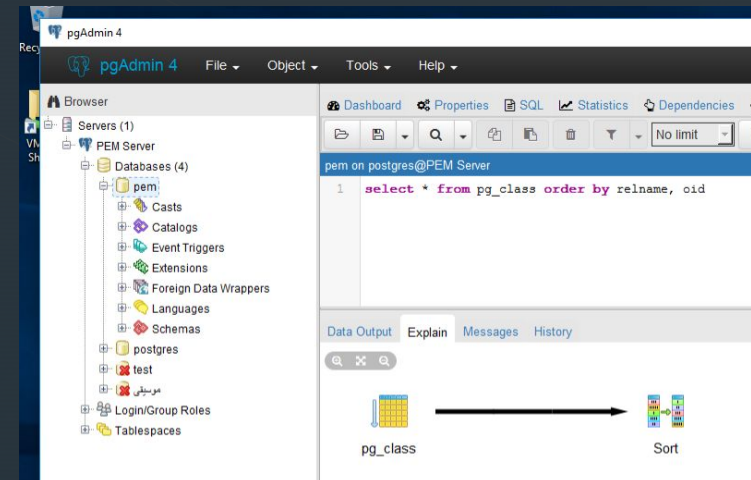 Recy
VM
Sh
pgAdmin 4
pgAdmin 4 File Object Tools Help
Browser
Servers (1)
PEM Server
Databases (4)
pem
Casts
Catalogs
Event Triggers
Extensions
Foreign Data Wrappers
Languages
Schemas
postgres
test
موسیقی
Login/Group Roles
Tablespaces
Dashboard Properties SQL Statistics Dependencies
No limit
pem on postgres@PEM Server
1 select * from pg_class order by relname, oid
Data Output Explain Messages History
pg_class Sort